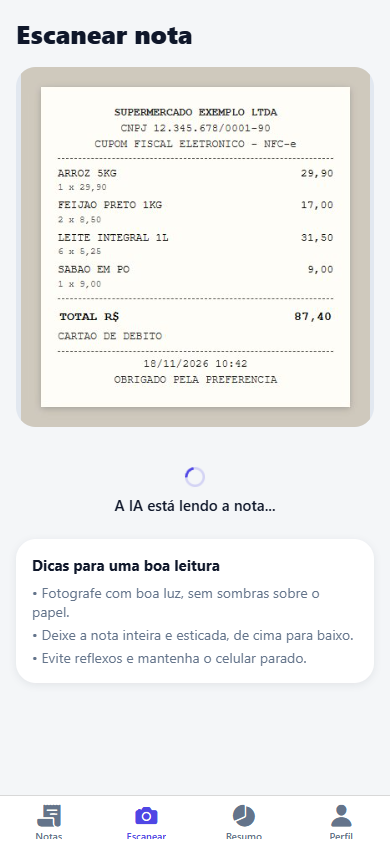 Escanear nota
SUPERMERCADO EXEMPLO LTDA
CNPJ 12.345.678/0001-90
CUPOM FISCAL ELETRONICO - NFC-e
ARROZ 5KG 29,90
1 x 29,90
FEIJAO PRETO 1KG 17,00
2 x 8,50
LEITE INTEGRAL 1L 31,50
6 x 5,25
SABAO EM PO 9,00
1 x 9,00
TOTAL R$ 87,40
CARTAO DE DEBITO
18/11/2026 10:42
OBRIGADO PELA PREFERENCIA
A IA está lendo a nota...
Dicas para uma boa leitura
• Fotografe com boa luz, sem sombras sobre o
papel.
• Deixe a nota inteira e esticada, de cima para baixo.
• Evite reflexos e mantenha o celular parado.
Notas Escanear Resumo Perfil